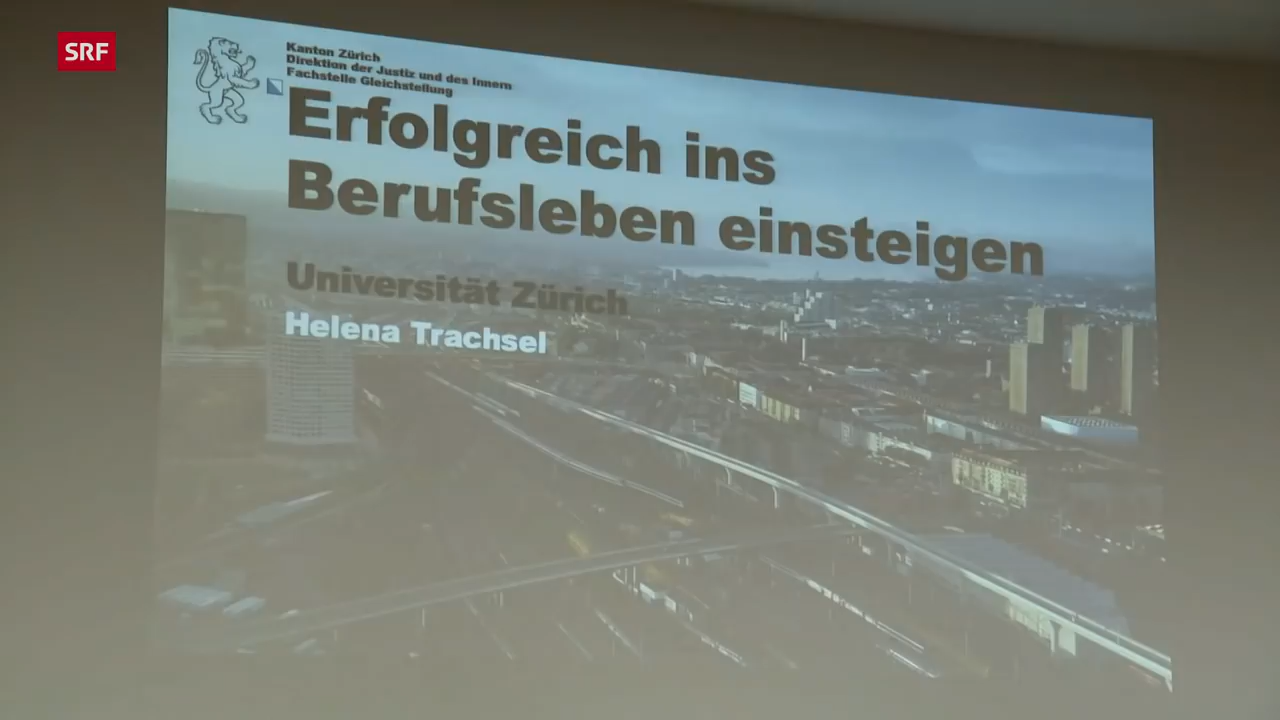 SRF
Kanton Zürich
Direktion der Justiz und des Innern
Fachstelle Gleichstellung
Erfolgreich ins
Berufsleben einsteigen
Universität Zürich
Helena Trachsel